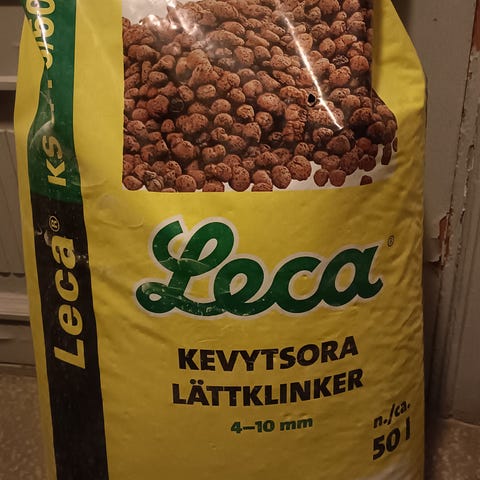 Leca®
KEVYTSORA
LÄTTKLINKER
4–10 mm
n./ca.
50 l
Leca® KS